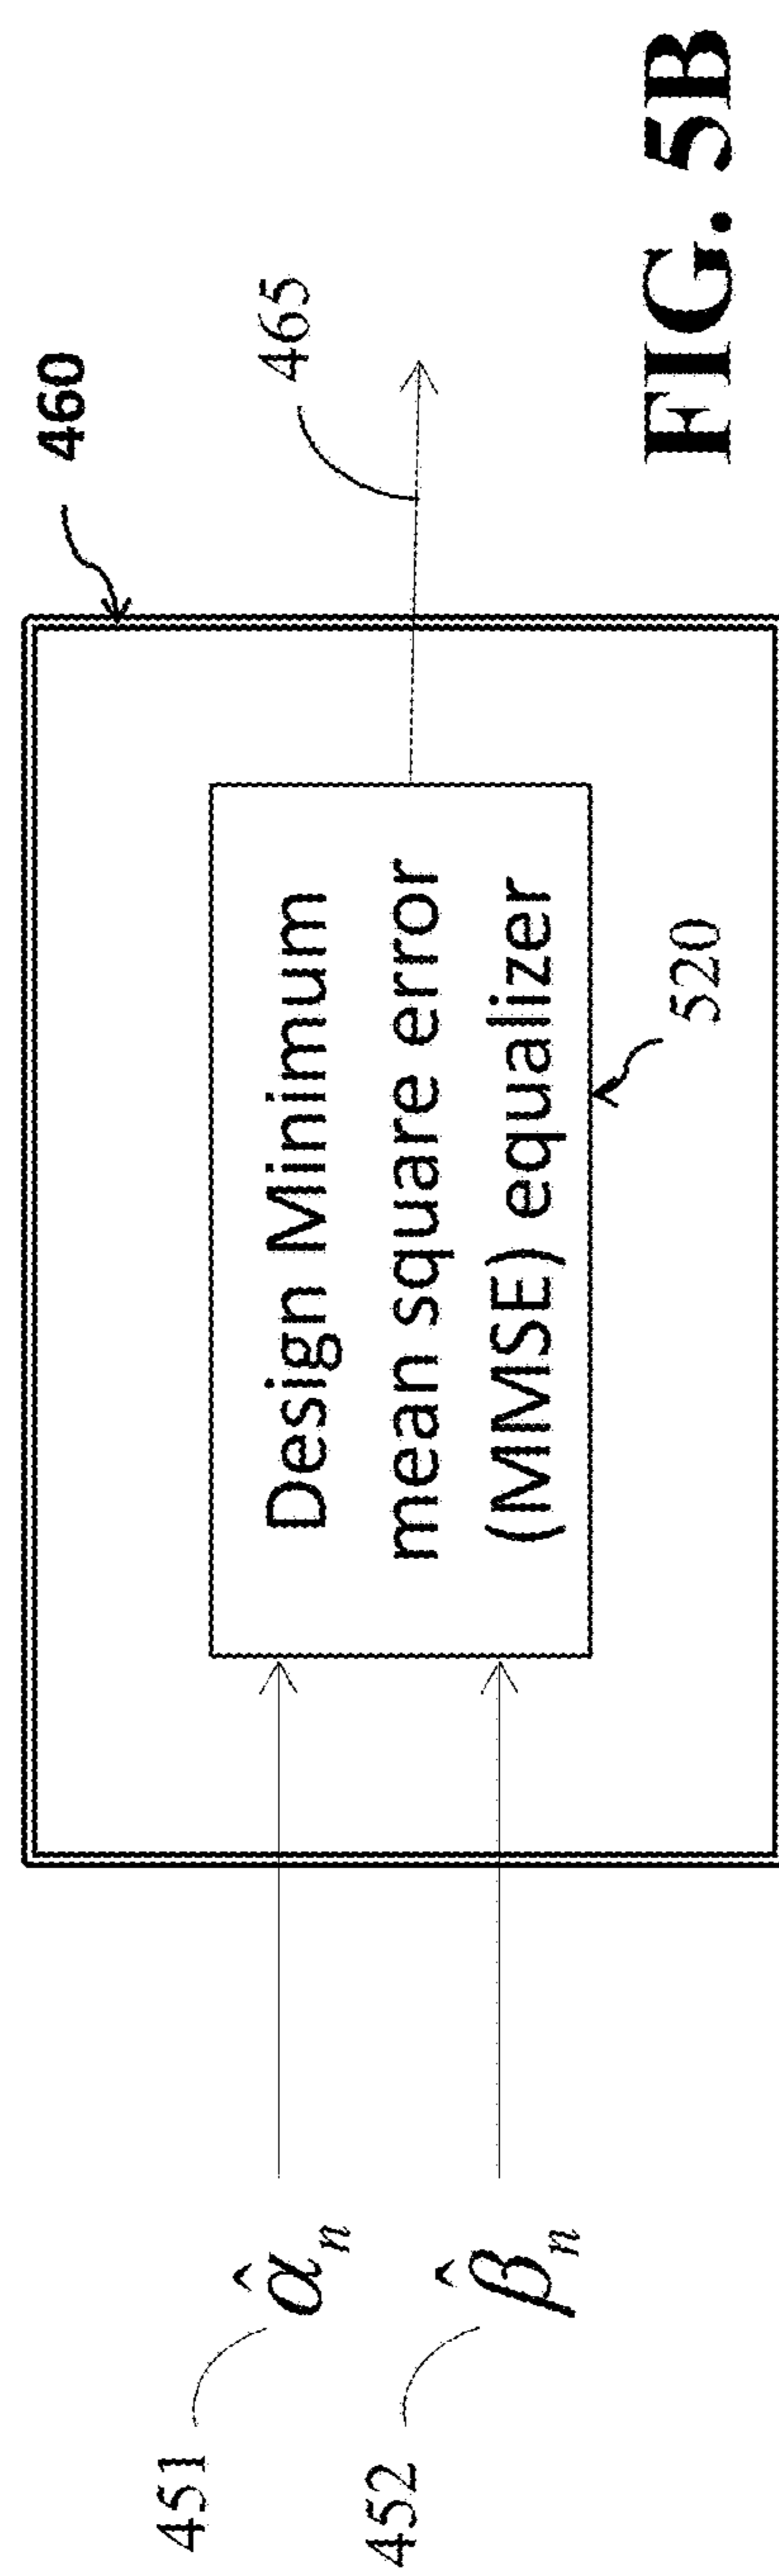 460
465
451
α̂n
452
β̂n
Design Minimum
mean square error
(MMSE) equalizer
520
FIG. 5B